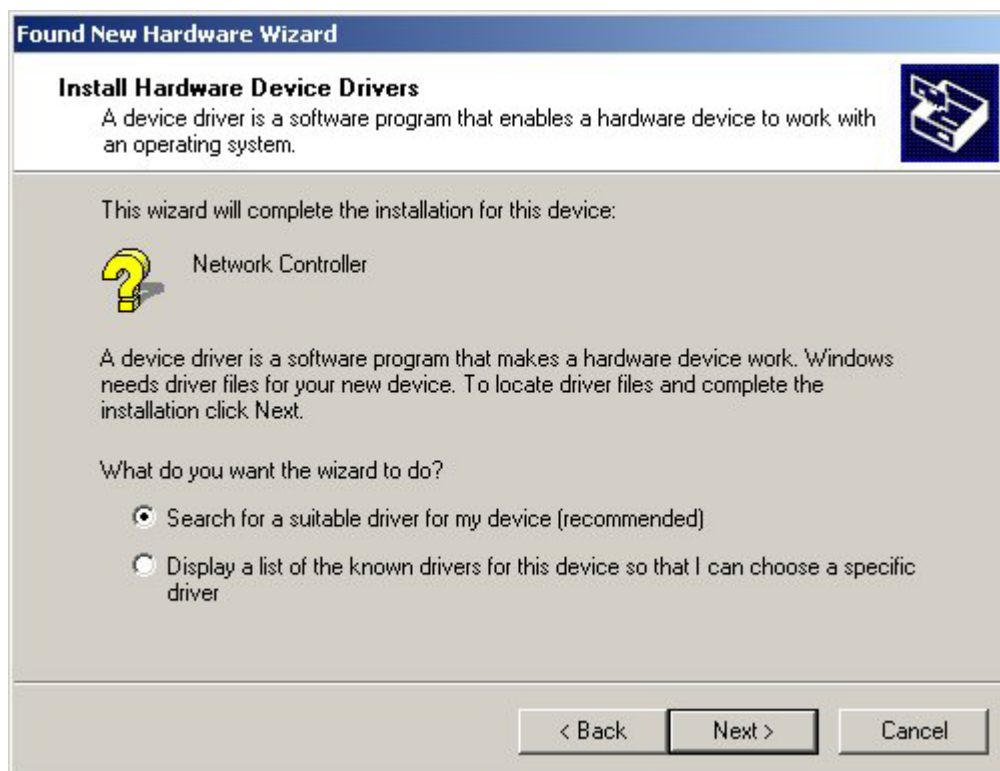 Found New Hardware Wizard
Install Hardware Device Drivers
A device driver is a software program that enables a hardware device to work with
an operating system.
This wizard will complete the installation for this device:
Network Controller
A device driver is a software program that makes a hardware device work. Windows
needs driver files for your new device. To locate driver files and complete the
installation click Next.
What do you want the wizard to do?
Search for a suitable driver for my device (recommended)
Display a list of the known drivers for this device so that I can choose a specific
driver
< Back Next > Cancel